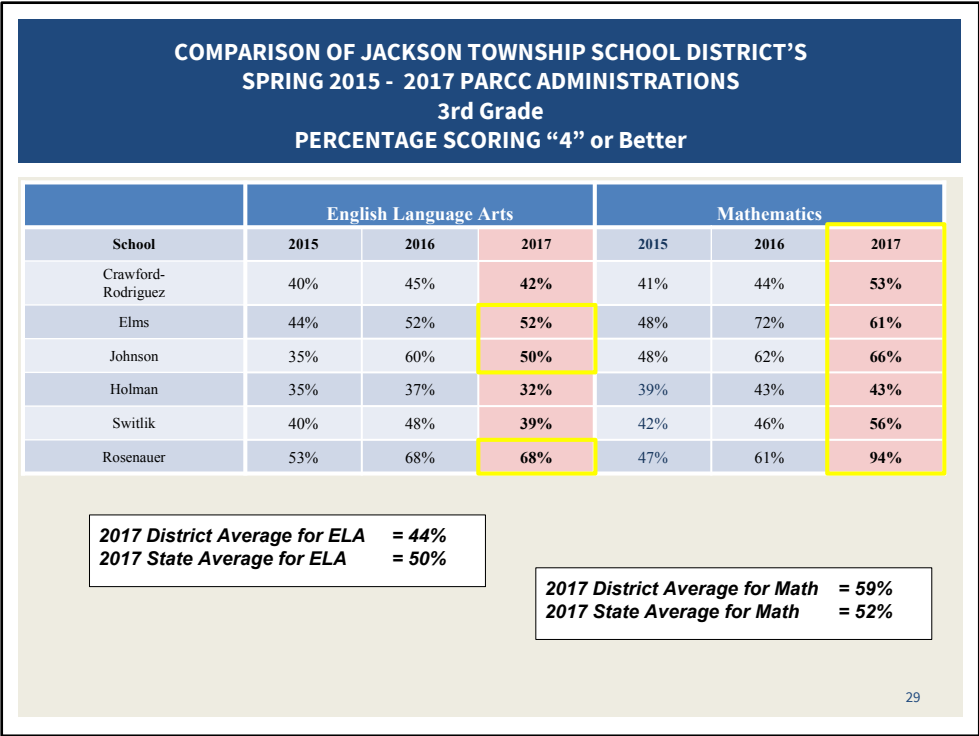 COMPARISON OF JACKSON TOWNSHIP SCHOOL DISTRICT’S
SPRING 2015 -  2017 PARCC ADMINISTRATIONS
3rd Grade
PERCENTAGE SCORING “4” or Better
English Language Arts Mathematics
School 2015 2016 2017 2015 2016 2017
Crawford-
Rodriguez 40% 45% 42% 41% 44% 53%
Elms 44% 52% 52% 48% 72% 61%
Johnson 35% 60% 50% 48% 62% 66%
Holman 35% 37% 32% 39% 43% 43%
Switlik 40% 48% 39% 42% 46% 56%
Rosenauer 53% 68% 68% 47% 61% 94%
2017 District Average for ELA = 44%
2017 State Average for ELA = 50%
2017 District Average for Math = 59%
2017 State Average for Math = 52%
29